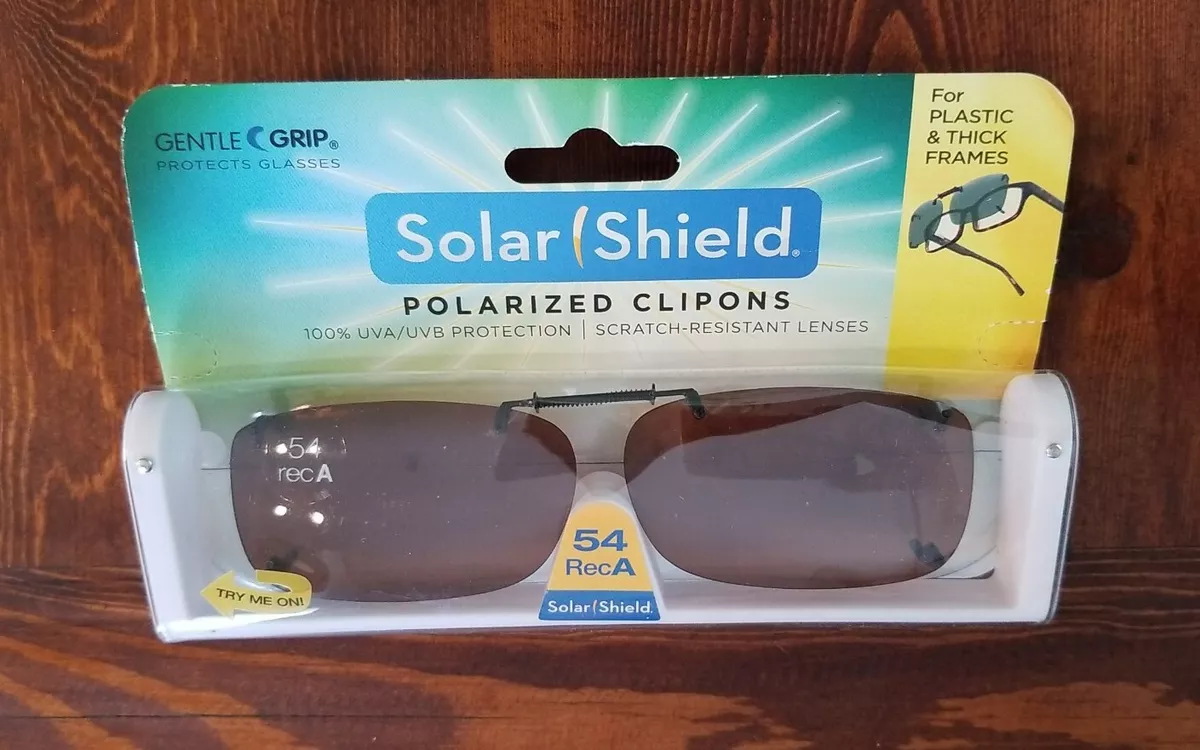 GENTLE GRIP®
PROTECTS GLASSES
For
PLASTIC
& THICK
FRAMES
Solar Shield®
POLARIZED CLIPONS
100% UVA/UVB PROTECTION | SCRATCH-RESISTANT LENSES
54
recA
54
RecA
Solar Shield
TRY ME ON!